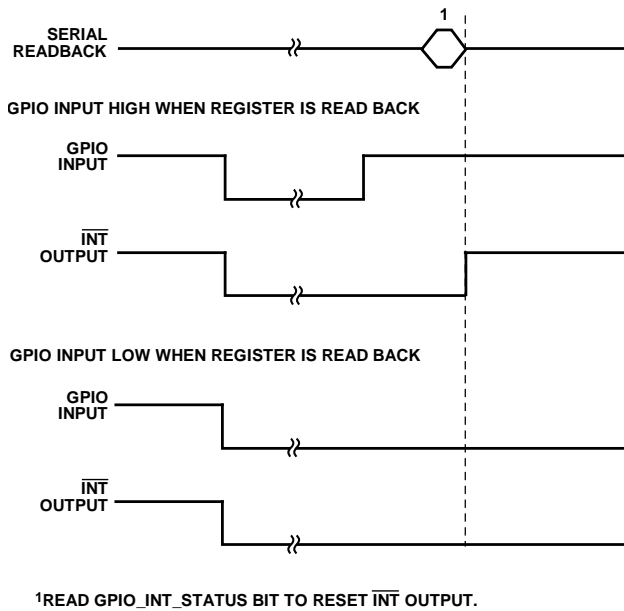 1
SERIAL
READBACK
GPIO INPUT HIGH WHEN REGISTER IS READ BACK
GPIO
INPUT
INT
OUTPUT
GPIO INPUT LOW WHEN REGISTER IS READ BACK
GPIO
INPUT
INT
OUTPUT
1READ GPIO_INT_STATUS BIT TO RESET INT OUTPUT.